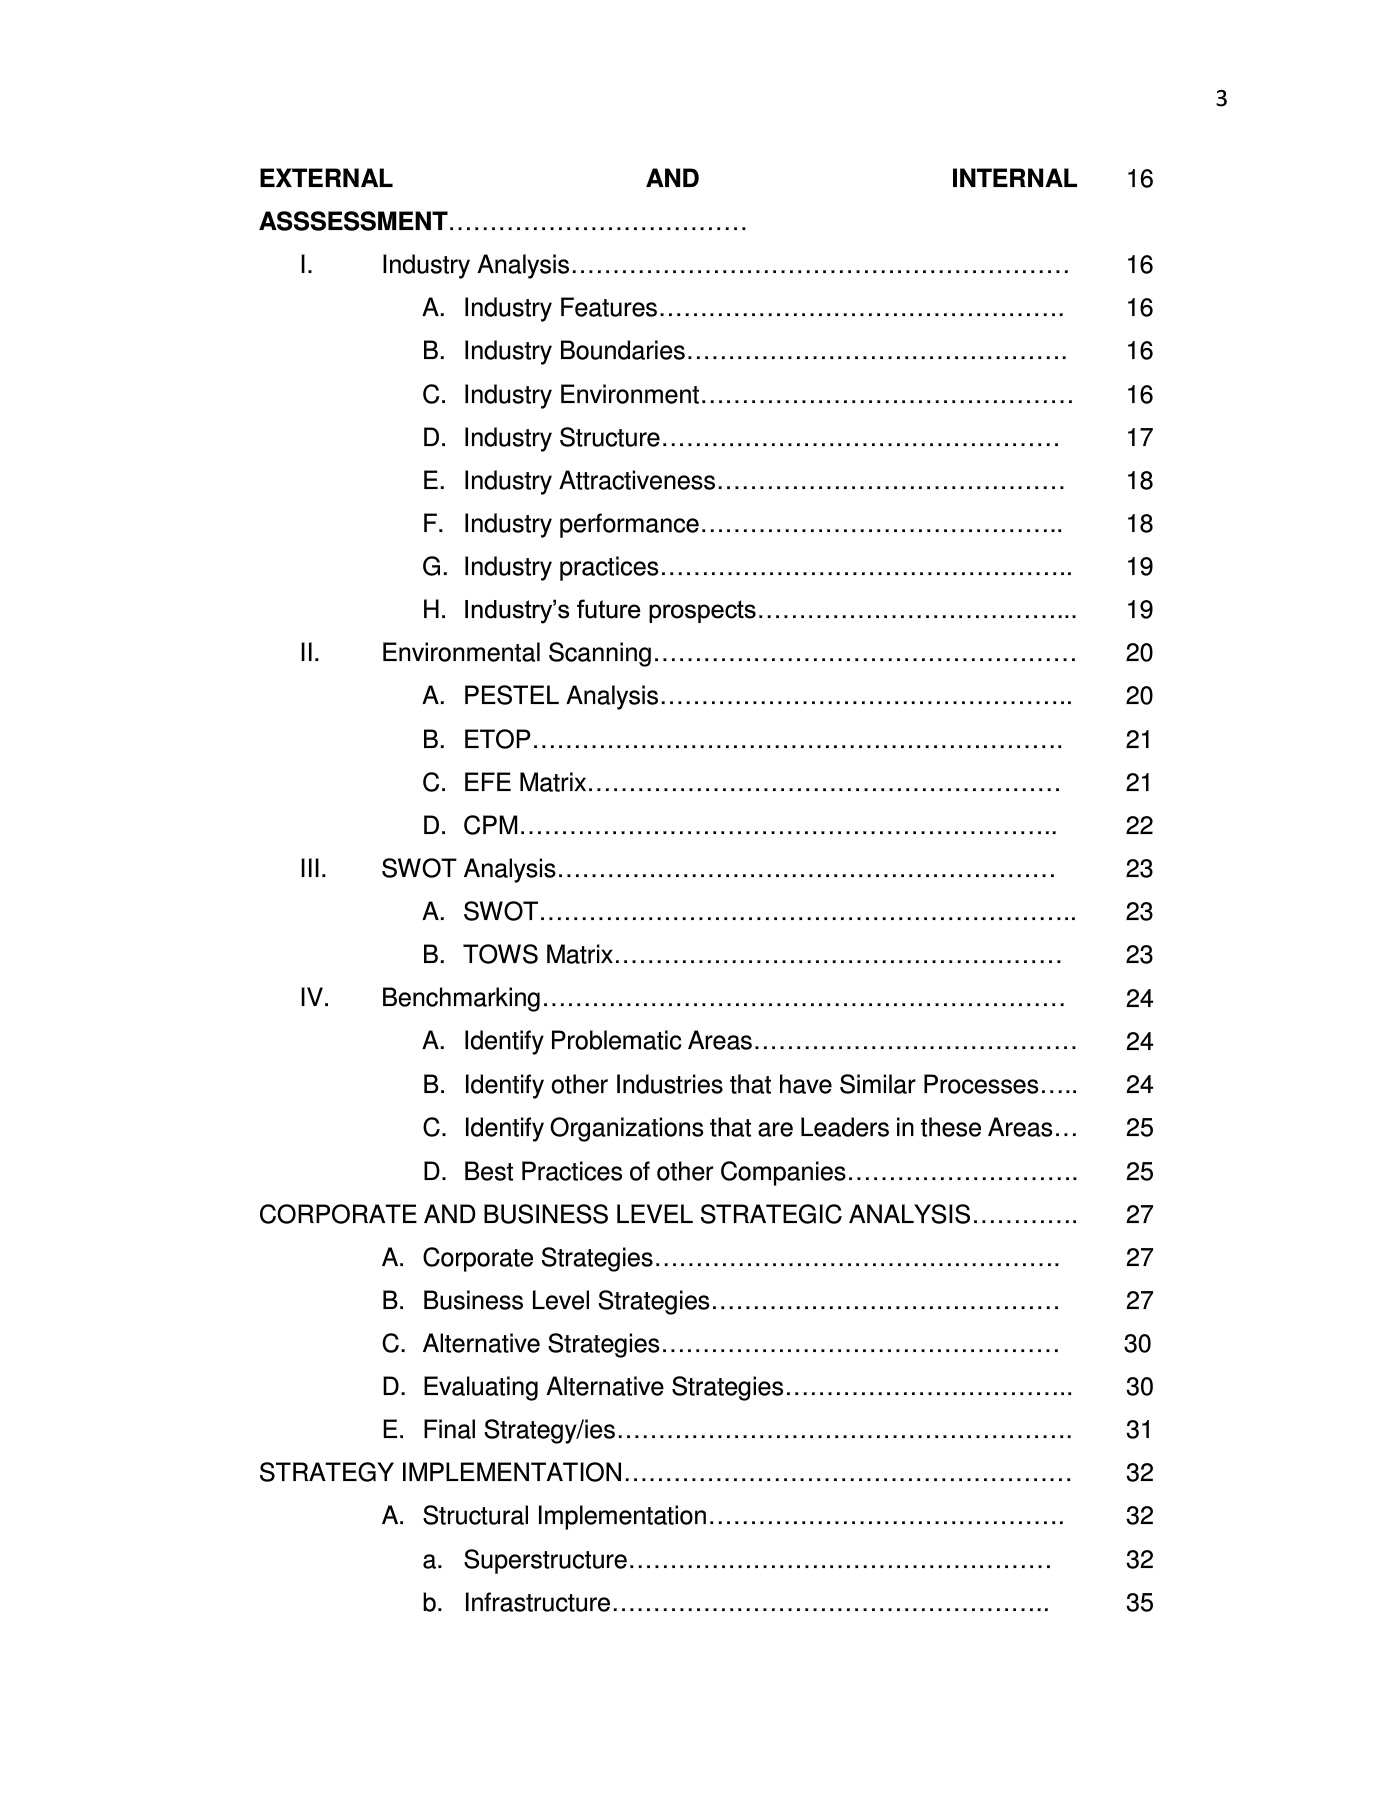 3
EXTERNAL AND INTERNAL 16
ASSSESSMENT………………………………
I. Industry Analysis…………………………………………………… 16
A. Industry Features…………………………………………. 16
B. Industry Boundaries………………………………………. 16
C. Industry Environment……………………………………… 16
D. Industry Structure………………………………………… 17
E. Industry Attractiveness…………………………………… 18
F. Industry performance…………………………………….. 18
G. Industry practices………………………………………….. 19
H. Industry’s future prospects………………………………... 19
II. Environmental Scanning…………………………………………… 20
A. PESTEL Analysis………………………………………….. 20
B. ETOP………………………………………………………. 21
C. EFE Matrix………………………………………………… 21
D. CPM……………………………………………………….. 22
III. SWOT Analysis…………………………………………………… 23
A. SWOT……………………………………………………….. 23
B. TOWS Matrix……………………………………………… 23
IV. Benchmarking……………………………………………………… 24
A. Identify Problematic Areas………………………………… 24
B. Identify other Industries that have Similar Processes….. 24
C. Identify Organizations that are Leaders in these Areas… 25
D. Best Practices of other Companies………………………. 25
CORPORATE AND BUSINESS LEVEL STRATEGIC ANALYSIS…………. 27
A. Corporate Strategies…………………………………………. 27
B. Business Level Strategies…………………………………… 27
C. Alternative Strategies………………………………………… 30
D. Evaluating Alternative Strategies…………………………….. 30
E. Final Strategy/ies……………………………………………….. 31
STRATEGY IMPLEMENTATION……………………………………………… 32
A. Structural Implementation……………………………………. 32
a. Superstructure…………………………………………… 32
b. Infrastructure…………………………………………….. 35